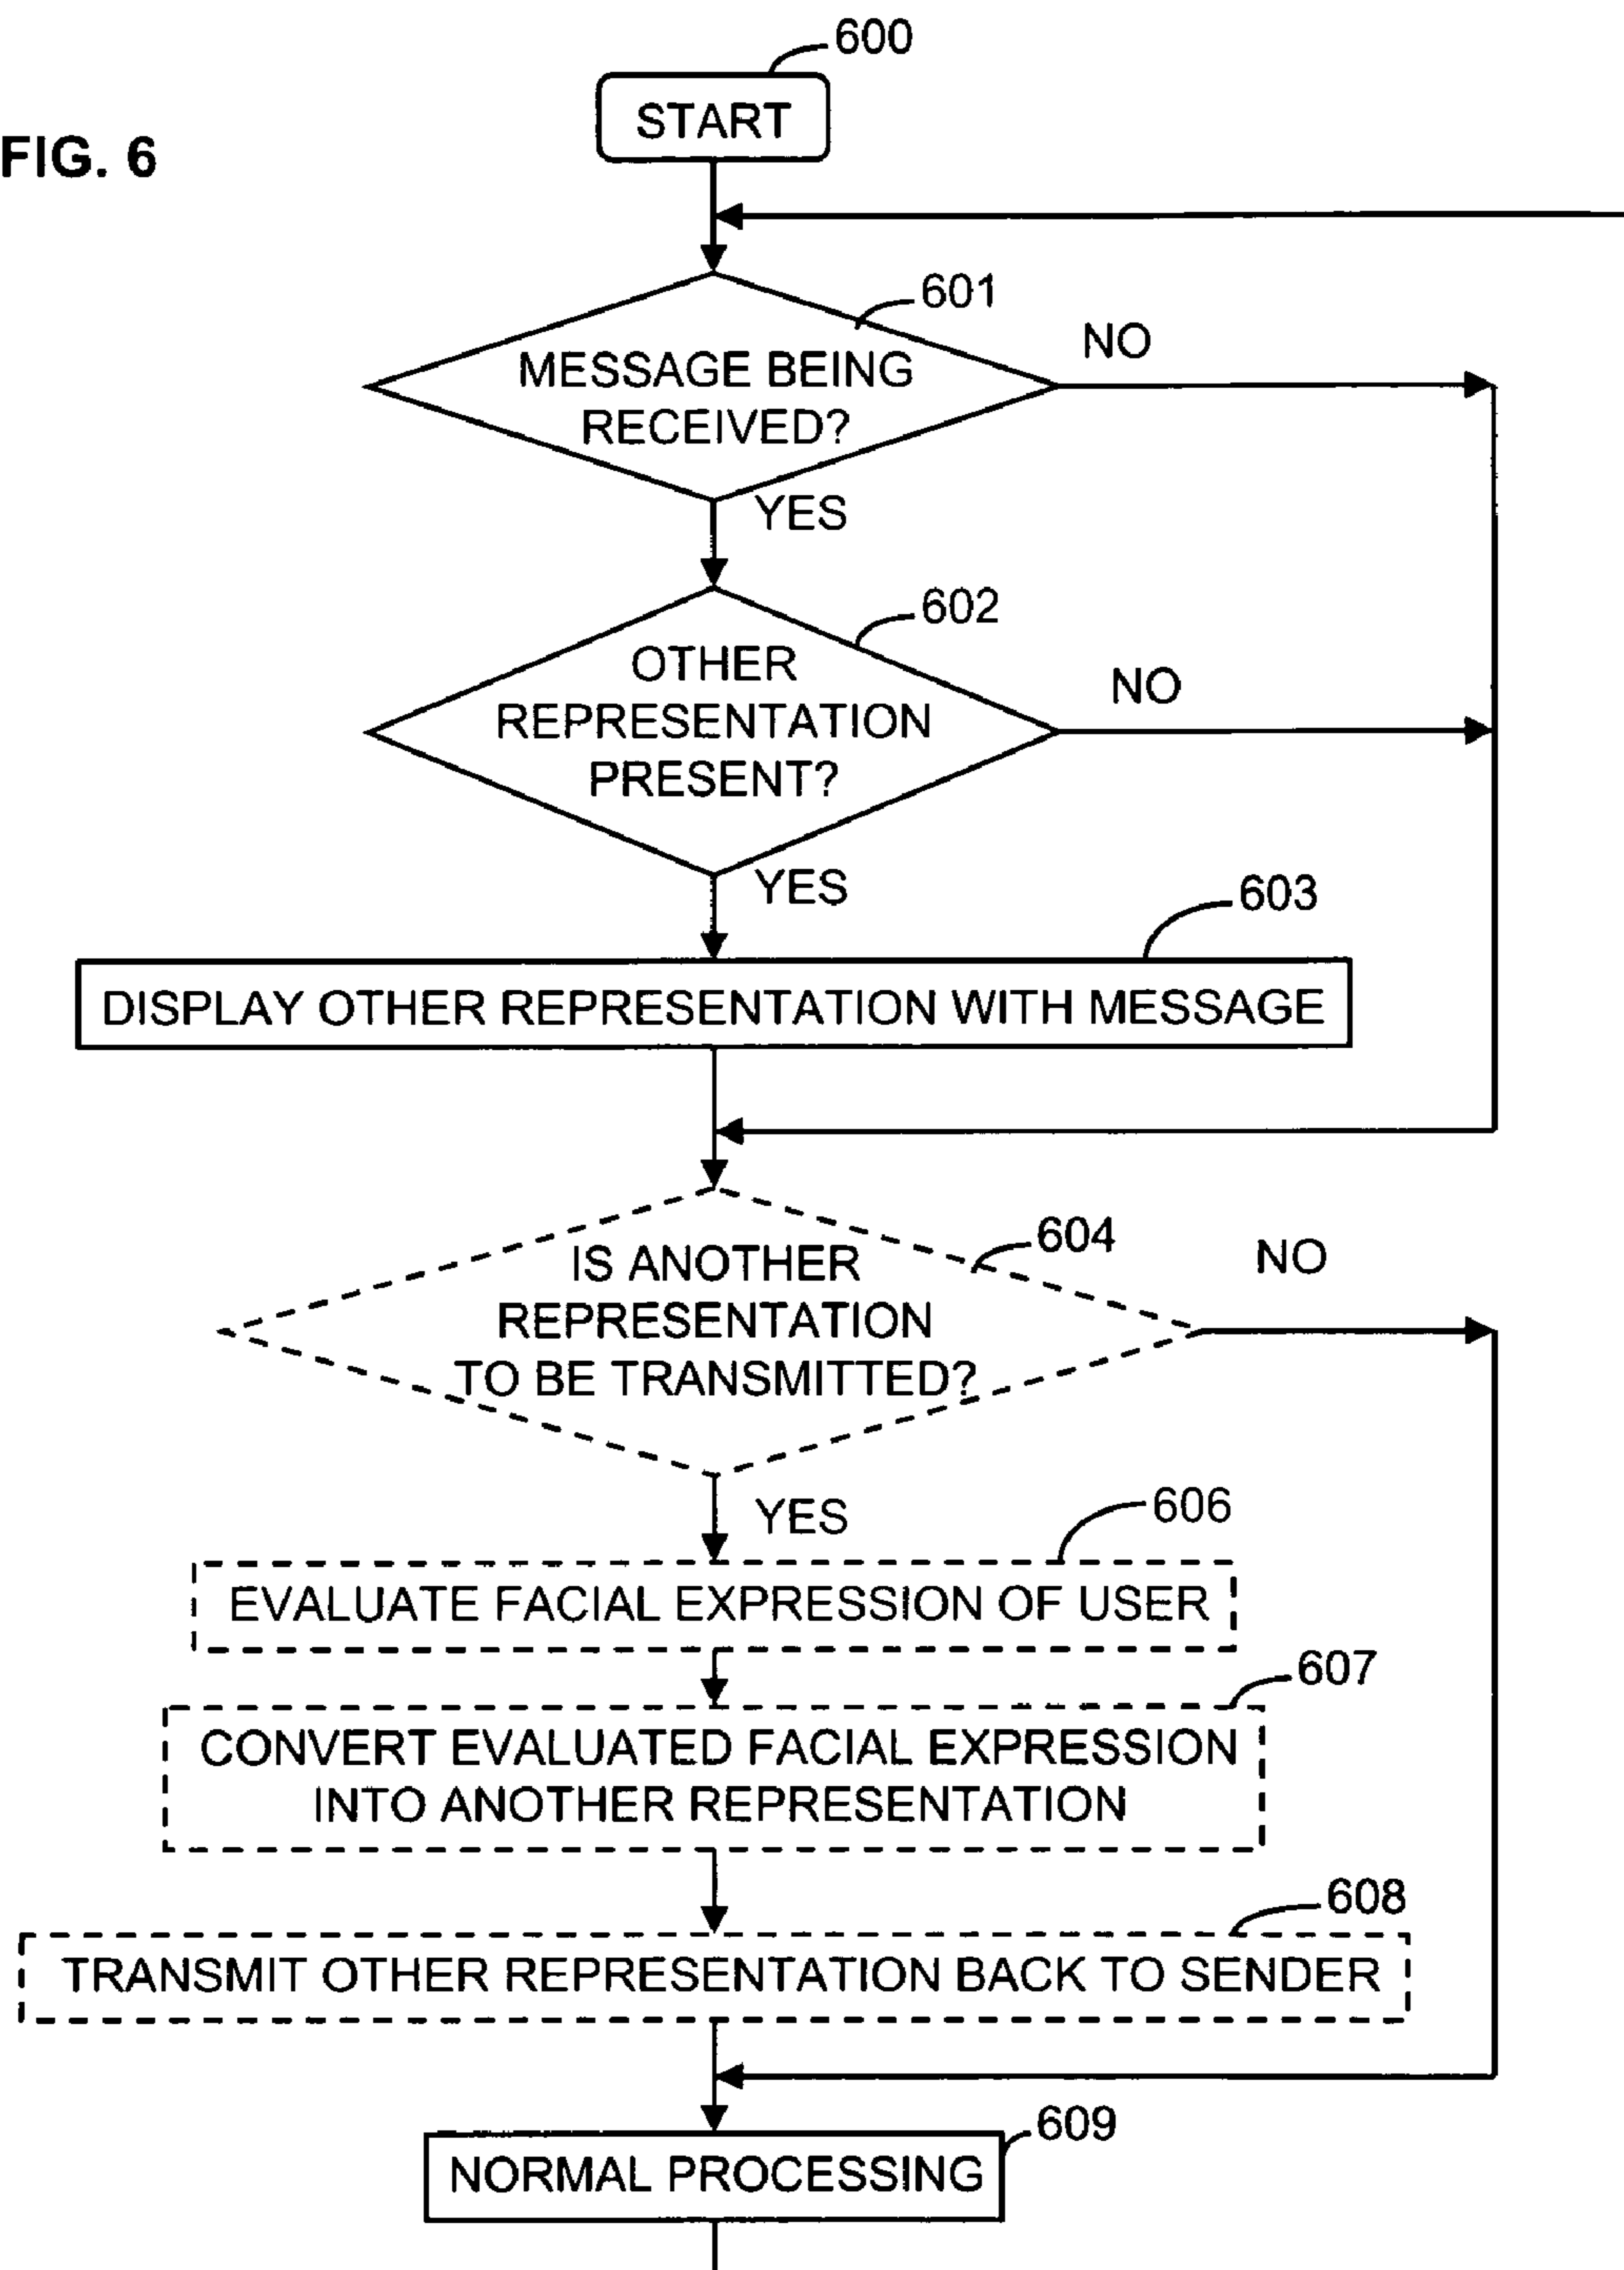 600
START
FIG. 6
601
NO
MESSAGE BEING
RECEIVED?
YES
602
OTHER
NO
REPRESENTATION
PRESENT?
YES
603
DISPLAY OTHER REPRESENTATION WITH MESSAGE
604
NO
IS ANOTHER
REPRESENTATION
TO BE TRANSMITTED?
YES
606
EVALUATE FACIAL EXPRESSION OF USER
607
CONVERT EVALUATED FACIAL EXPRESSION
INTO ANOTHER REPRESENTATION
608
TRANSMIT OTHER REPRESENTATION BACK TO SENDER
609
NORMAL PROCESSING